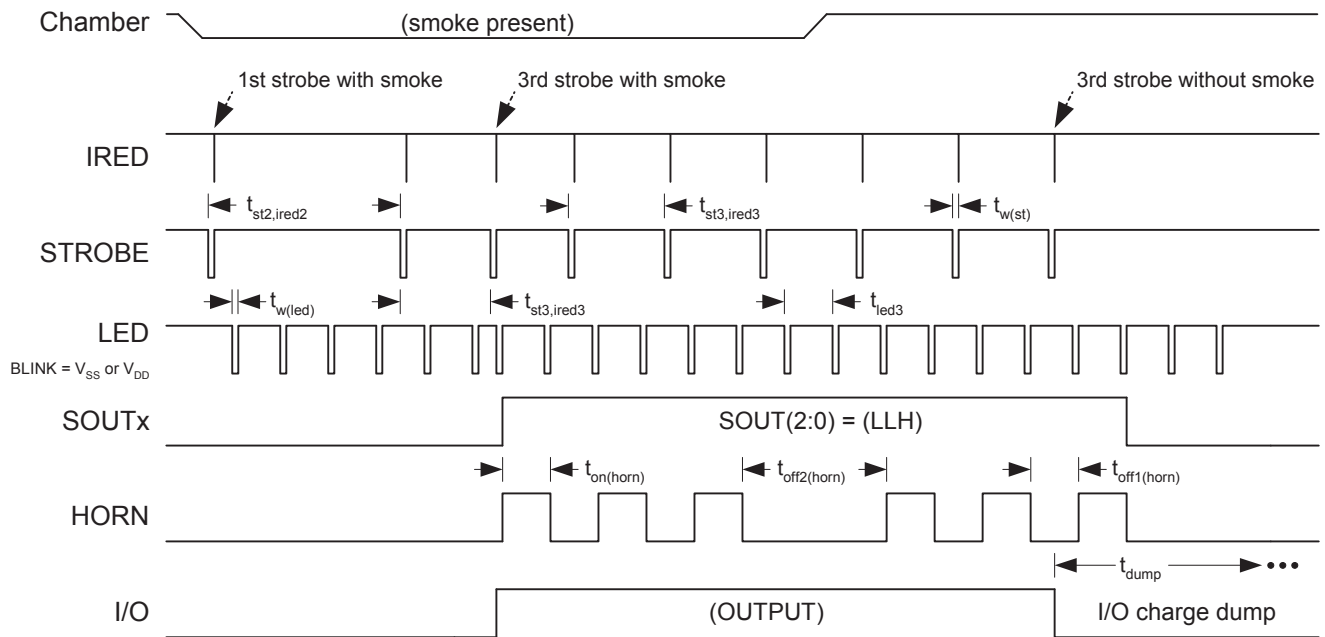 Chamber
(smoke present)
1st strobe with smoke
3rd strobe with smoke
3rd strobe without smoke
IRED
tst2,ired2
tst3,ired3
tw(st)
STROBE
tw(led)
tst3,ired3
tled3
LED
BLINK = VSS or VDD
SOUTx
SOUT(2:0) = (LLH)
ton(horn)
toff2(horn)
toff1(horn)
HORN
tdump
I/O
(OUTPUT)
I/O charge dump